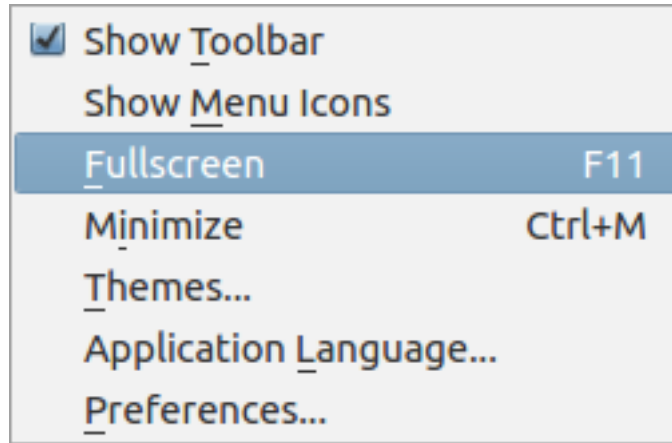 Show Toolbar
Show Menu Icons
Fullscreen F11
Minimize Ctrl+M
Themes...
Application Language...
Preferences...